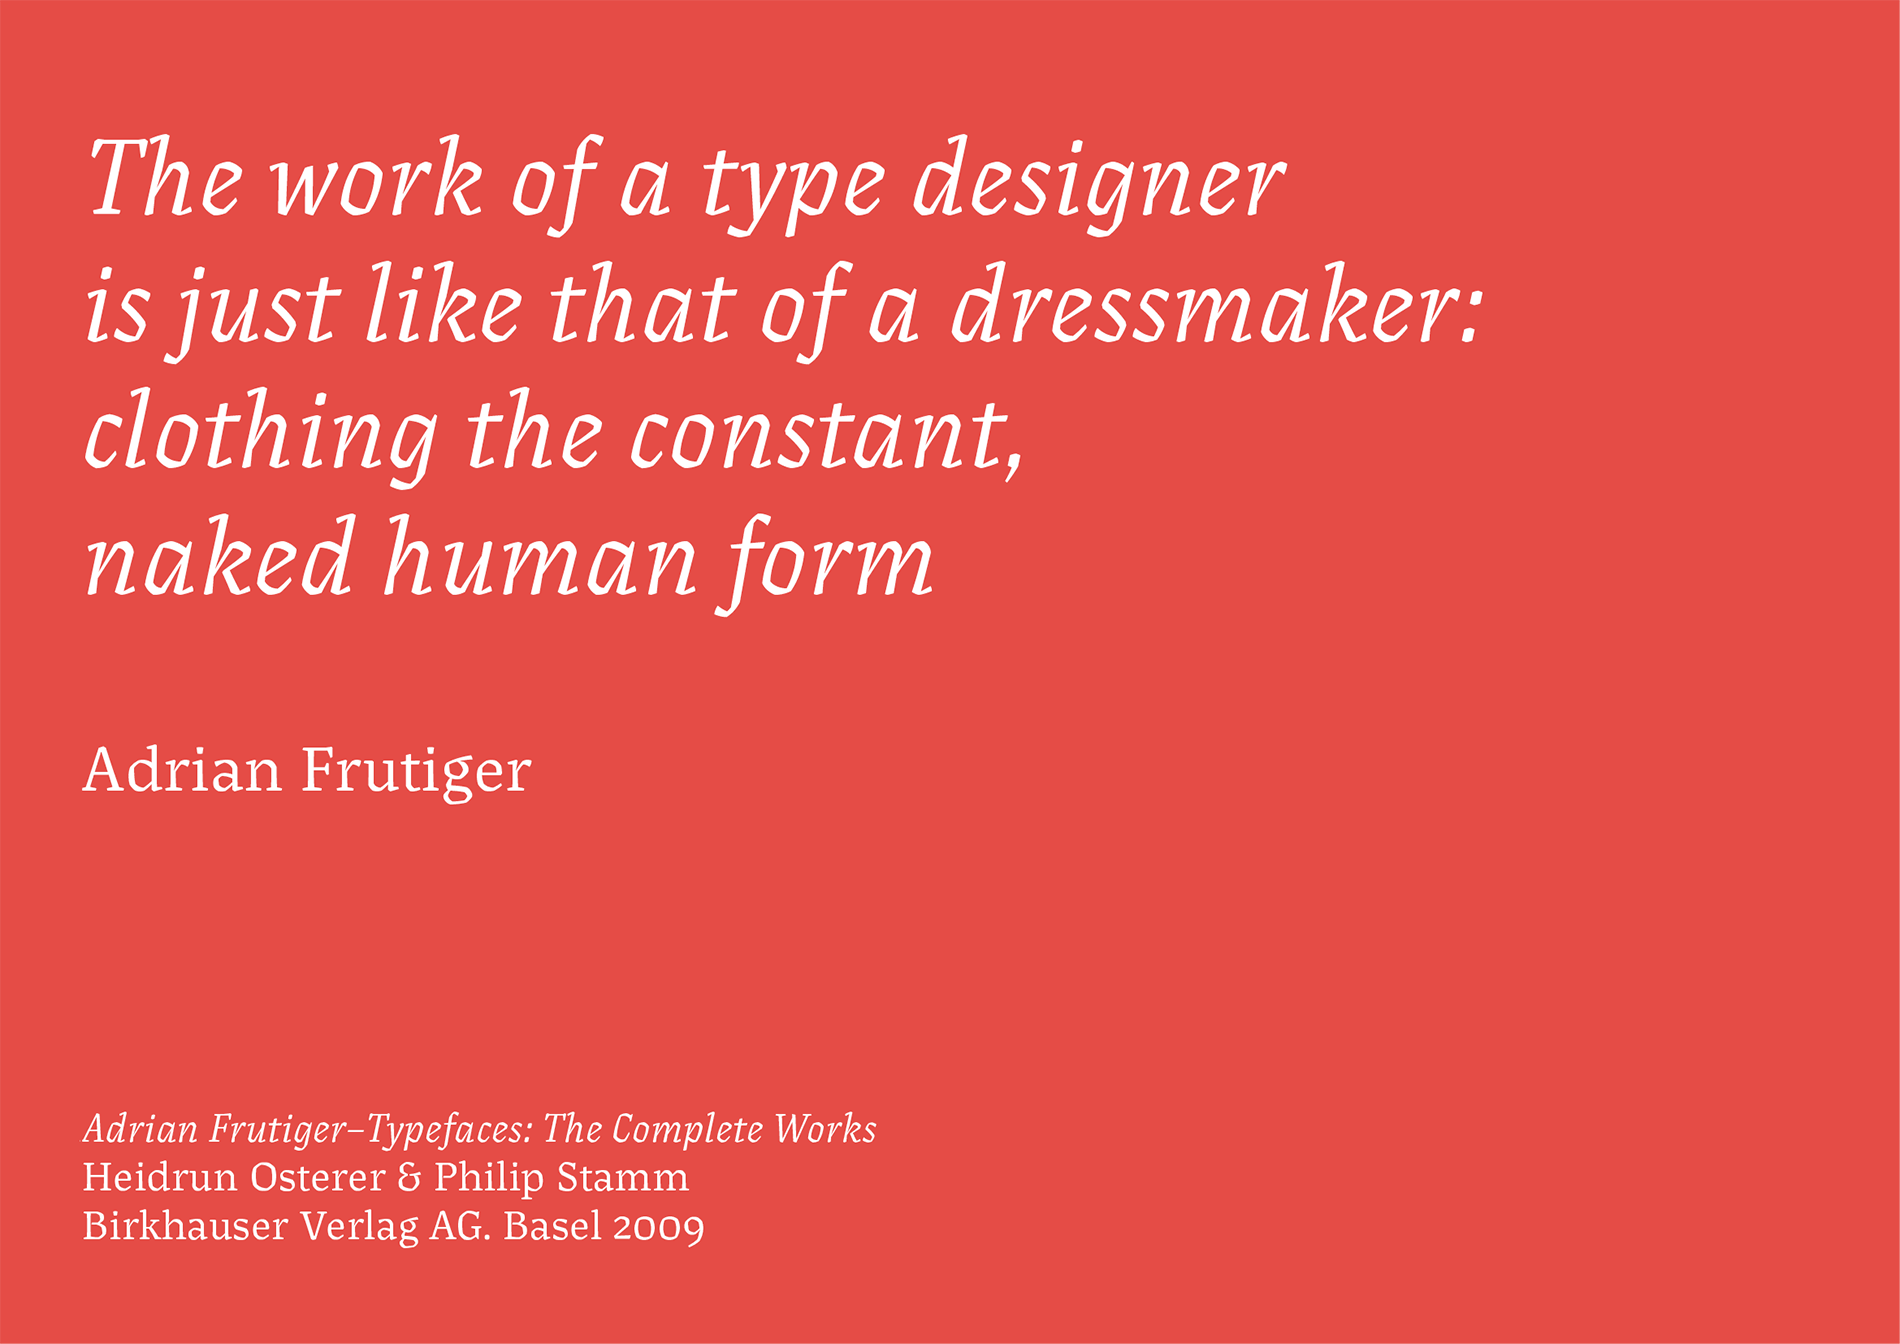 The work of a type designer
is just like that of a dressmaker:
clothing the constant,
naked human form
Adrian Frutiger
Adrian Frutiger–Typefaces: The Complete Works
Heidrun Osterer & Philip Stamm
Birkhauser Verlag AG. Basel 2009